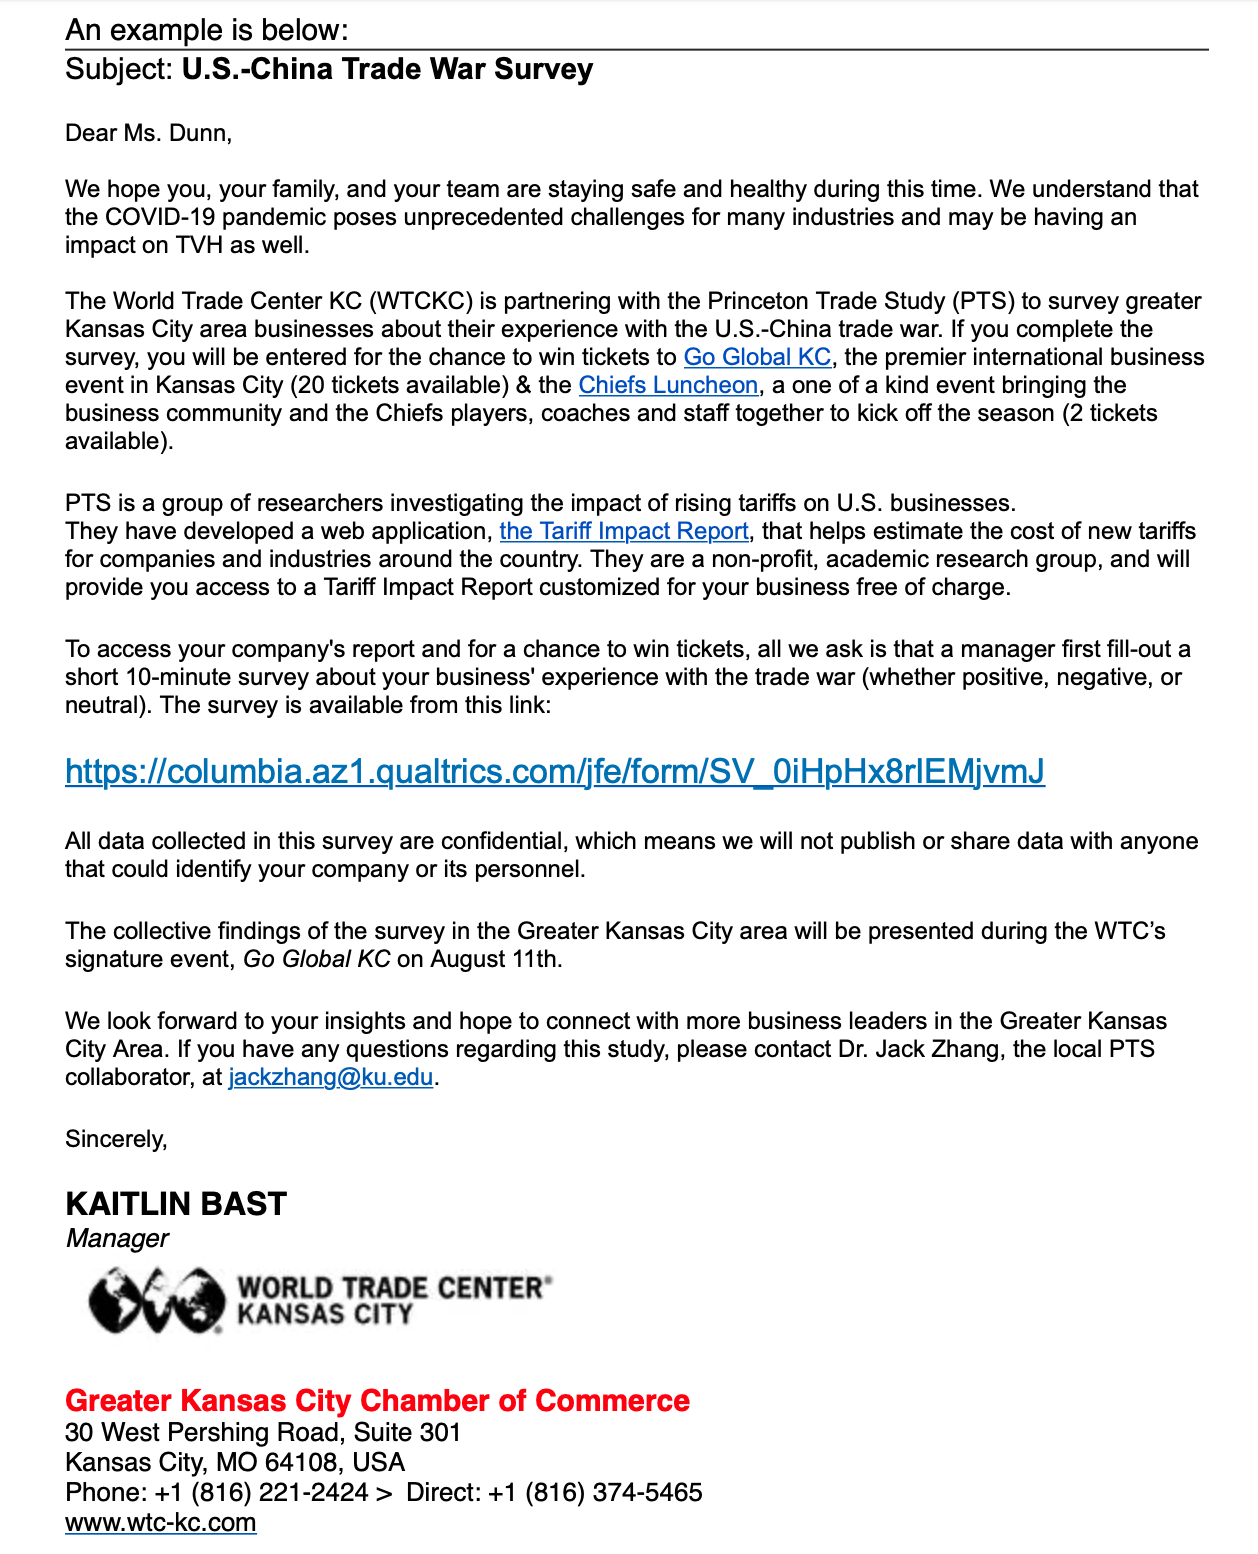 An example is below:
Subject: U.S.-China Trade War Survey
Dear Ms. Dunn,
We hope you, your family, and your team are staying safe and healthy during this time. We understand that
the COVID-19 pandemic poses unprecedented challenges for many industries and may be having an
impact on TVH as well.
The World Trade Center KC (WTCKC) is partnering with the Princeton Trade Study (PTS) to survey greater
Kansas City area businesses about their experience with the U.S.-China trade war. If you complete the
survey, you will be entered for the chance to win tickets to Go Global KC, the premier international business
event in Kansas City (20 tickets available) & the Chiefs Luncheon, a one of a kind event bringing the
business community and the Chiefs players, coaches and staff together to kick off the season (2 tickets
available).
PTS is a group of researchers investigating the impact of rising tariffs on U.S. businesses.
They have developed a web application, the Tariff Impact Report, that helps estimate the cost of new tariffs
for companies and industries around the country. They are a non-profit, academic research group, and will
provide you access to a Tariff Impact Report customized for your business free of charge.
To access your company's report and for a chance to win tickets, all we ask is that a manager first fill-out a
short 10-minute survey about your business' experience with the trade war (whether positive, negative, or
neutral). The survey is available from this link:
https://columbia.az1.qualtrics.com/jfe/form/SV_0iHpHx8rIEMjvmJ
All data collected in this survey are confidential, which means we will not publish or share data with anyone
that could identify your company or its personnel.
The collective findings of the survey in the Greater Kansas City area will be presented during the WTC’s
signature event, Go Global KC on August 11th.
We look forward to your insights and hope to connect with more business leaders in the Greater Kansas
City Area. If you have any questions regarding this study, please contact Dr. Jack Zhang, the local PTS
collaborator, at jackzhang@ku.edu.
Sincerely,
KAITLIN BAST
Manager
WORLD TRADE CENTER®
KANSAS CITY
Greater Kansas City Chamber of Commerce
30 West Pershing Road, Suite 301
Kansas City, MO 64108, USA
Phone: +1 (816) 221-2424 > Direct: +1 (816) 374-5465
www.wtc-kc.com